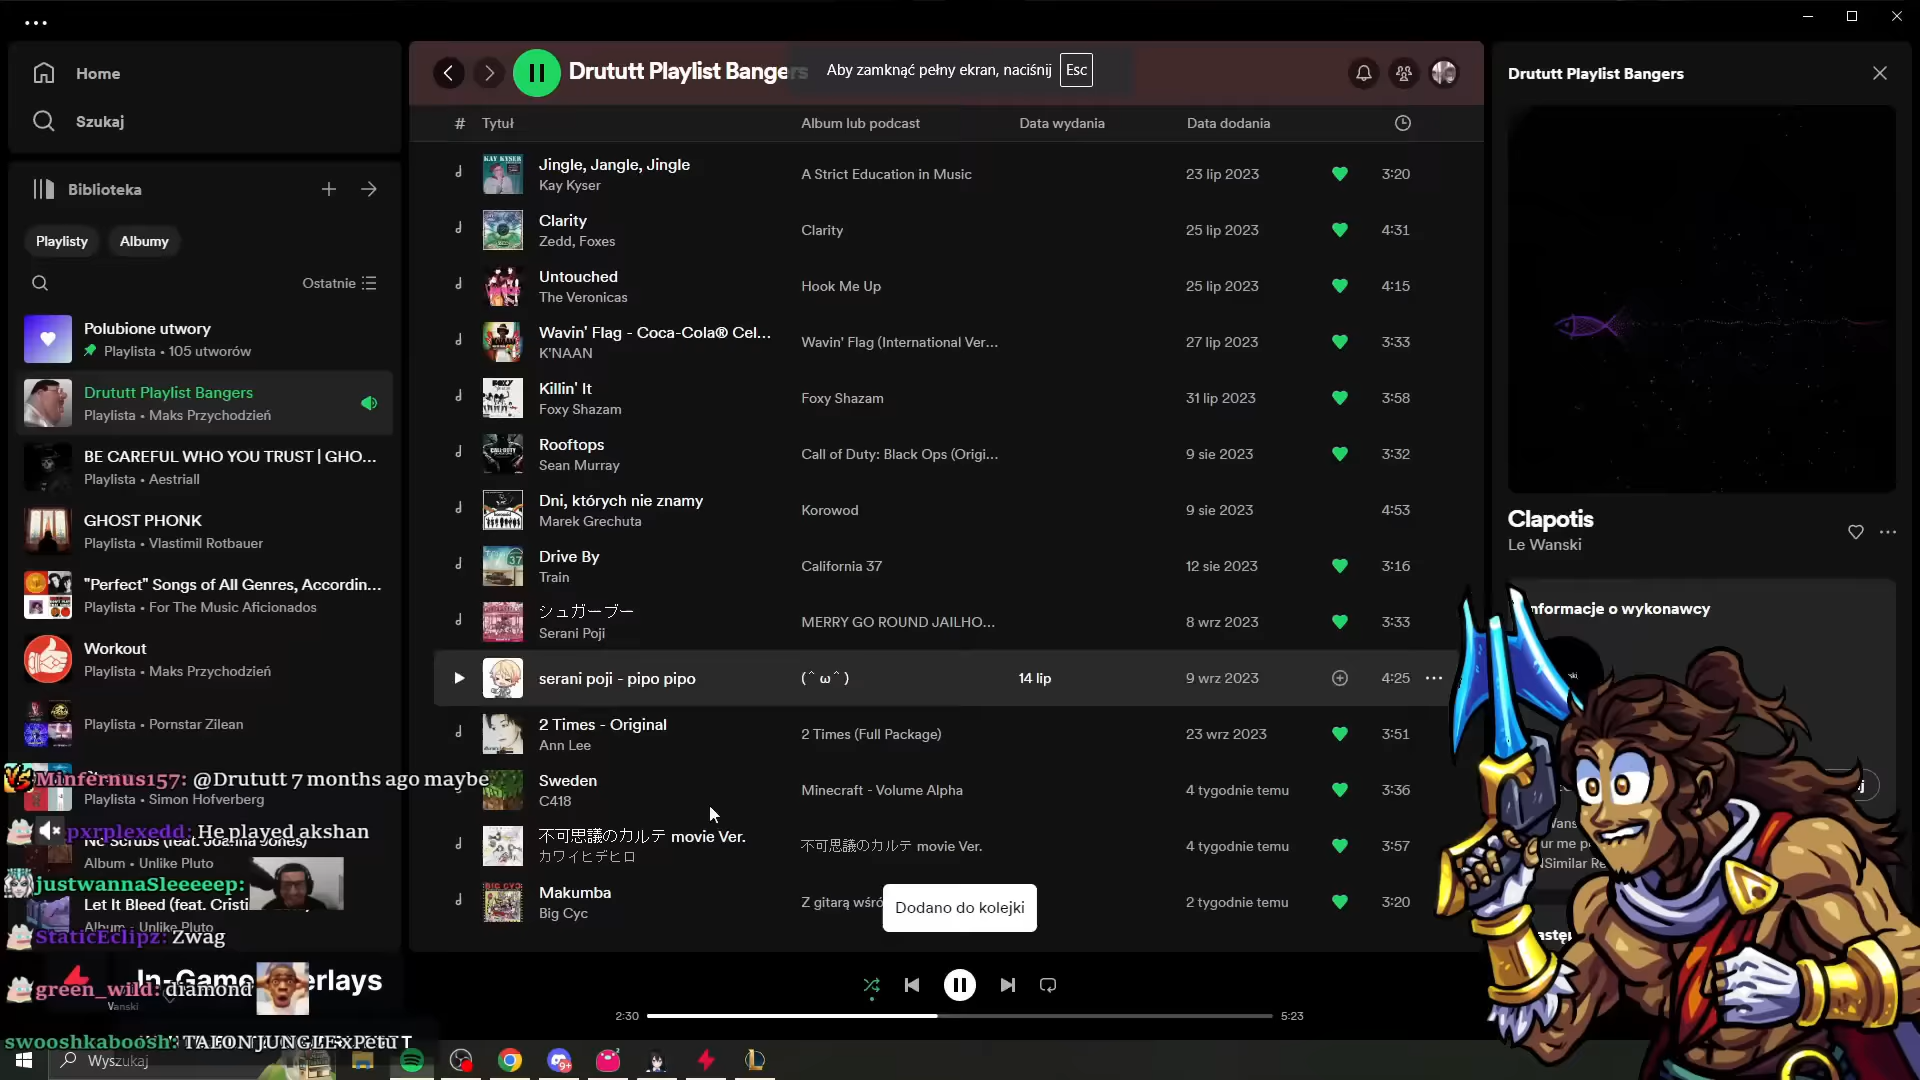 Home
Szukaj
Biblioteka
Playlisty
Albumy
Ostatnie
Polubione utwory
Playlista • 105 utworów
Drututt Playlist Bangers
Playlista • Maks Przychodzień
BE CAREFUL WHO YOU TRUST | GHO...
Playlista • Aestriall
GHOST PHONK
Playlista • Vlastimil Rotbauer
"Perfect" Songs of All Genres, Accordin...
Playlista • For The Music Aficionados
Workout
Playlista • Maks Przychodzień
Playlista • Pornstar Zilean
Minfernus157: @Drututt 7 months ago maybe
Playlista • Simon Hofverberg
pxrplexedd: He played akshan
No Scrubs (feat. Joanna Jones)
Album • Unlike Pluto
justwannaSleeeeep:
Let It Bleed (feat. Cristi
Album • Unlike Pluto
StaticEclipz: Zwag
In-Game
erlays
green_wild: diamond
Wanski
swooshkaboosh: TALON JUNGLE
Wyszukaj
Drututt Playlist Bangers
Aby zamknąć pełny ekran, naciśnij Esc
# Tytuł Album lub podcast Data wydania Data dodania
Jingle, Jangle, Jingle
Kay Kyser
A Strict Education in Music 23 lip 2023 3:20
Clarity
Zedd, Foxes
Clarity 25 lip 2023 4:31
Untouched
The Veronicas
Hook Me Up 25 lip 2023 4:15
Wavin' Flag - Coca-Cola® Cel...
K'NAAN
Wavin' Flag (International Ver... 27 lip 2023 3:33
Killin' It
Foxy Shazam
Foxy Shazam 31 lip 2023 3:58
Rooftops
Sean Murray
Call of Duty: Black Ops (Origi... 9 sie 2023 3:32
Dni, których nie znamy
Marek Grechuta
Korowod 9 sie 2023 4:53
Drive By
Train
California 37 12 sie 2023 3:16
シュガーブー
Serani Poji
MERRY GO ROUND JAILHO... 8 wrz 2023 3:33
serani poji - pipo pipo (＾ω＾) 14 lip 9 wrz 2023 4:25
2 Times - Original
Ann Lee
2 Times (Full Package) 23 wrz 2023 3:51
Sweden
C418
Minecraft - Volume Alpha 4 tygodnie temu 3:36
不可思議のカルテ movie Ver.
カワイヒデヒロ
不可思議のカルテ movie Ver. 4 tygodnie temu 3:57
Makumba
Big Cyc
Z gitarą wśró 2 tygodnie temu 3:20
Dodano do kolejki
2:30 5:23
Drututt Playlist Bangers
Clapotis
Le Wanski
nformacje o wykonawcy